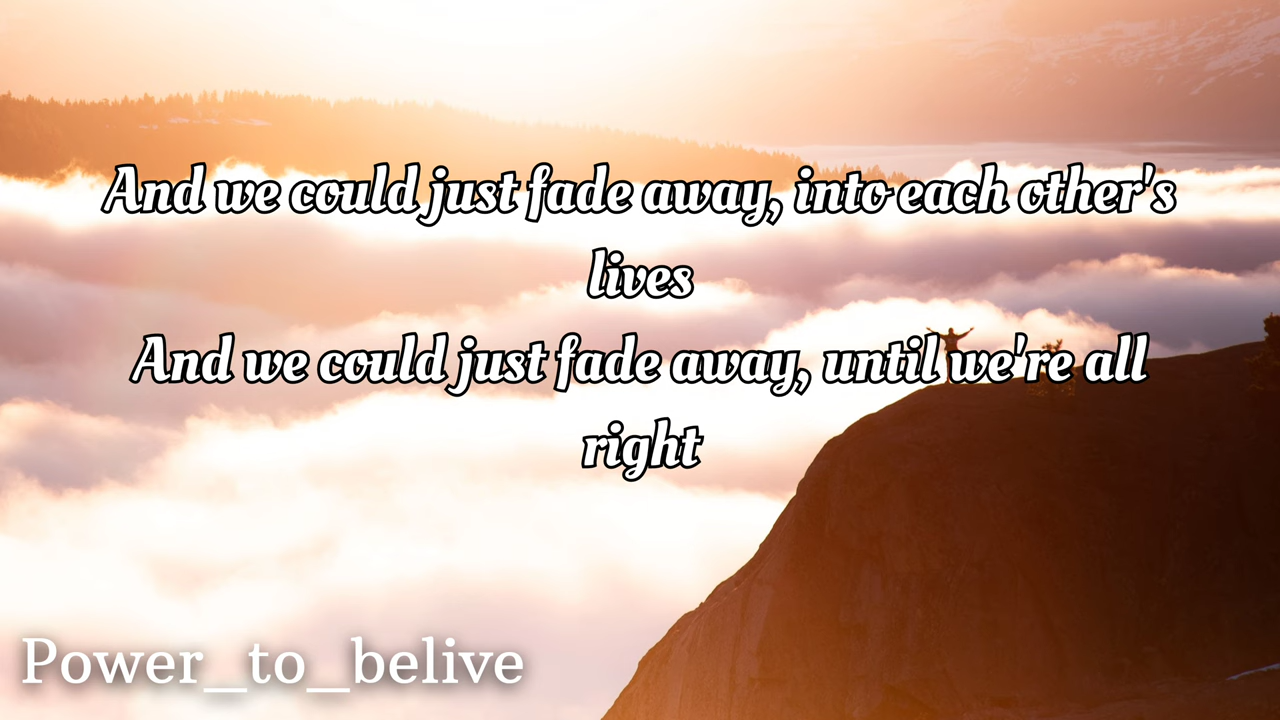 And we could just fade away, into each other's
lives
And we could just fade away, until we're all
right
Power_to_belive